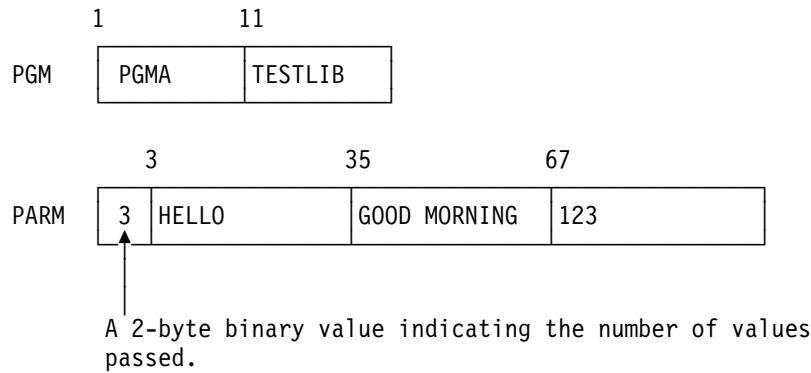 1 11
PGM PGMA TESTLIB
3 35 67
PARM 3 HELLO GOOD MORNING 123
A 2-byte binary value indicating the number of values
passed.